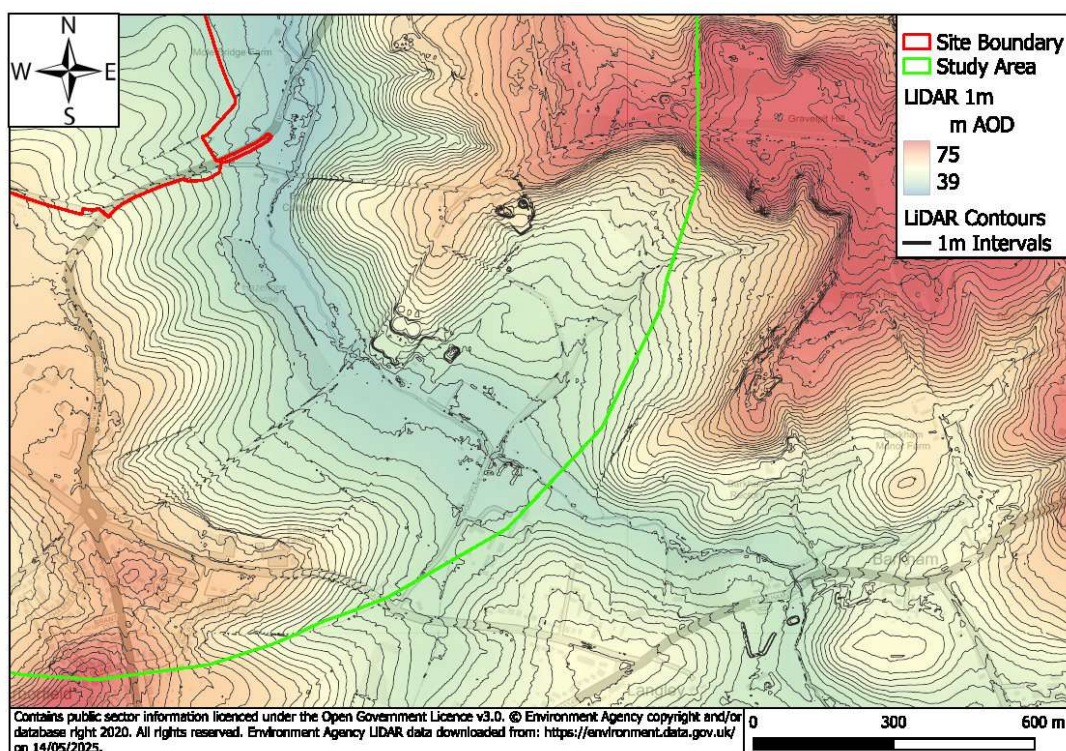 N
W E
S
Site Boundary
Study Area
LiDAR 1m
m AOD
75
39
LiDAR Contours
1m Intervals
Gravelpit Hill
Manor Farm
Barkham
Langley
Contains public sector information licenced under the Open Government Licence v3.0. © Environment Agency copyright and/or
database right 2020. All rights reserved. Environment Agency LiDAR data downloaded from: https://environment.data.gov.uk/
on 14/05/2025.
0 300 600 m